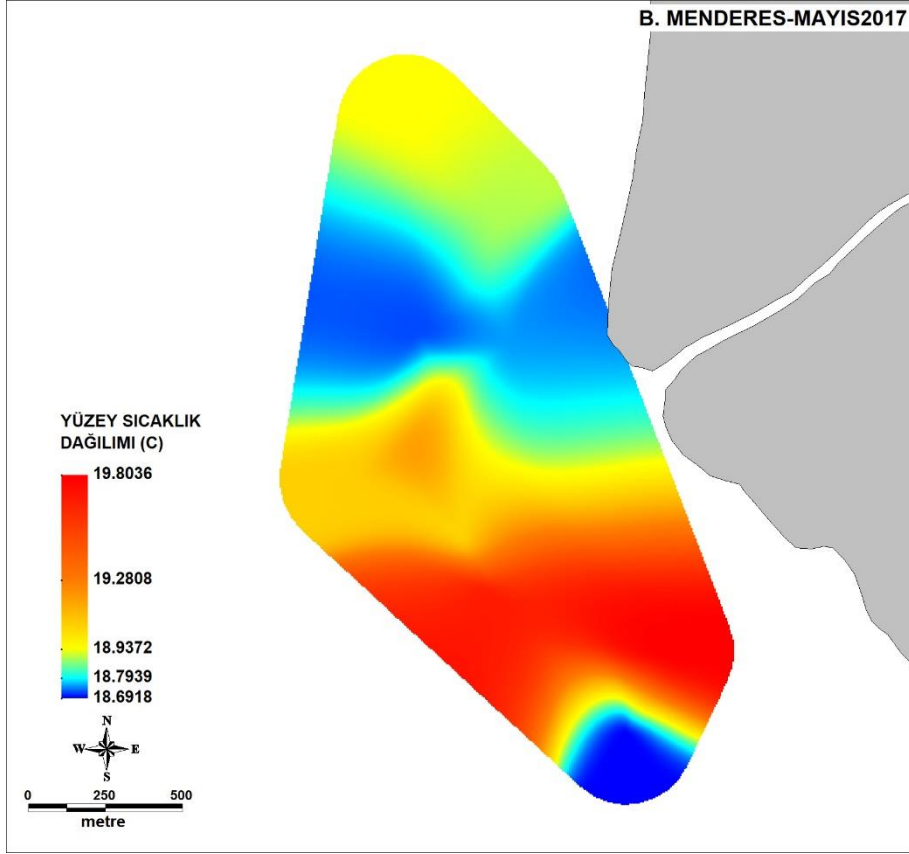 B. MENDERES-MAYIS2017
YÜZEY SICAKLIK
DAĞILIMI (C)
19.8036
19.2808
18.9372
18.7939
18.6918
N
W E
S
0 250 500
metre